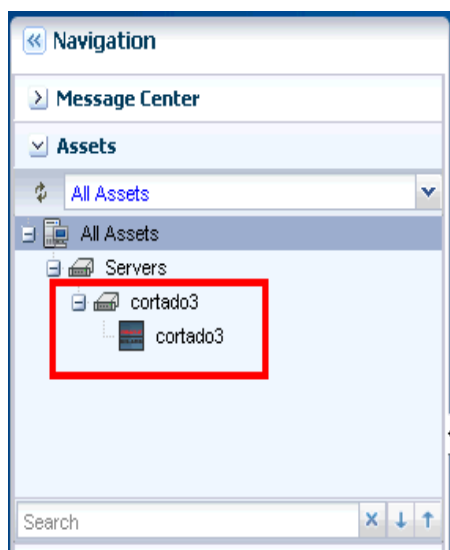 Navigation
Message Center
Assets
All Assets
All Assets
Servers
cortado3
cortado3
Search